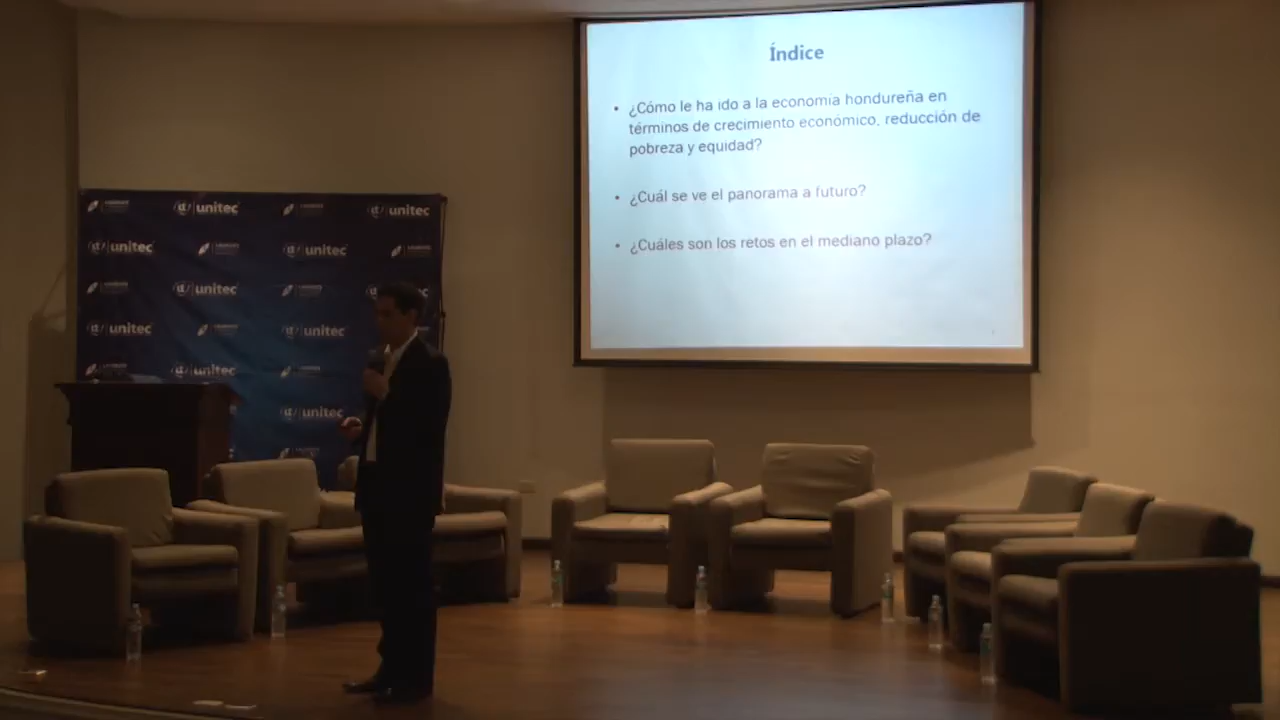 Índice
• ¿Cómo le ha ido a la economía hondureña en
términos de crecimiento económico, reducción de
pobreza y equidad?
• ¿Cuál se ve el panorama a futuro?
• ¿Cuáles son los retos en el mediano plazo?
unitec
unitec
unitec
unitec
unitec
unitec
unitec
unitec
unitec